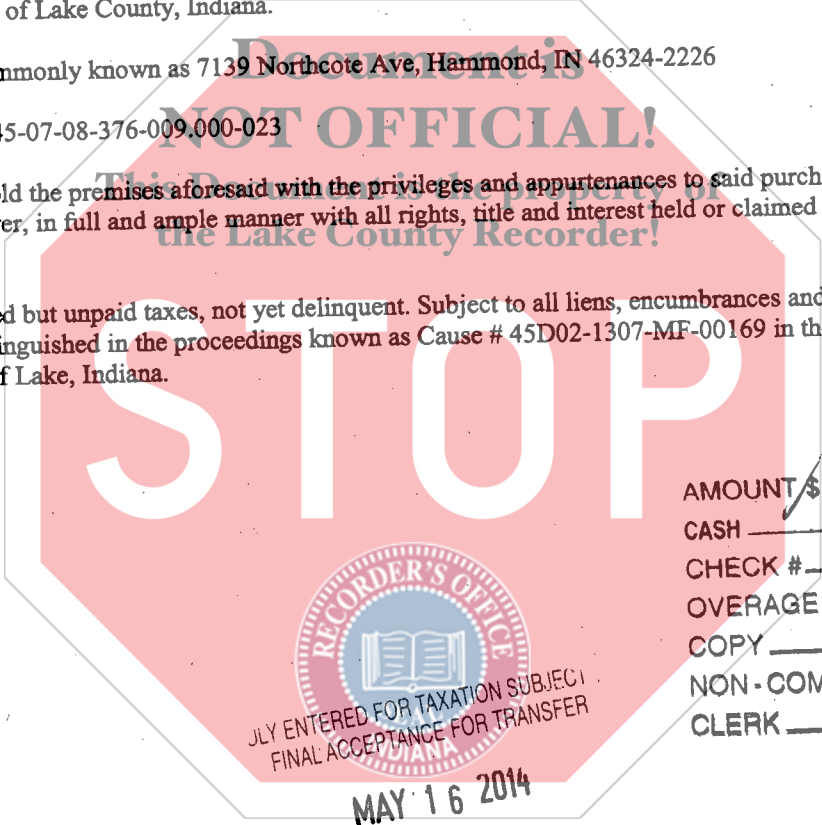 of Lake County, Indiana.
Document is
mmonly known as 7139 Northcote Ave, Hammond, IN 46324-2226
NOT OFFICIAL!
45-07-08-376-009.000-023
This Document is the property of
ld the premises aforesaid with the privileges and appurtenances to said purch
er, in full and ample manner with all rights, title and interest held or claimed
the Lake County Recorder!
d but unpaid taxes, not yet delinquent. Subject to all liens, encumbrances and
inguished in the proceedings known as Cause # 45D02-1307-MF-00169 in th
f Lake, Indiana.
STOP
AMOUNT $
CASH
CHECK #
OVERAGE
COPY
NON-COM
CLERK
RECORDER'S OFFICE
INDIANA
JLY ENTERED FOR TAXATION SUBJECT
FINAL ACCEPTANCE FOR TRANSFER
MAY 16 2014